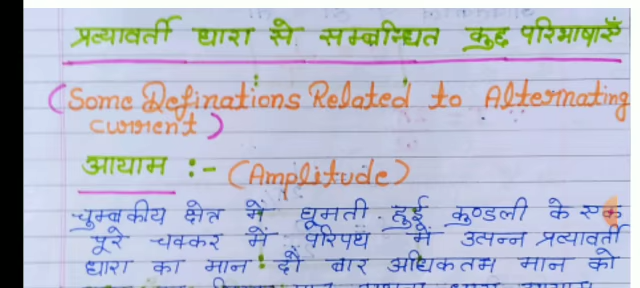 प्रत्यावर्ती धारा से सम्बन्धित कुछ परिभाषाएँ
(Some Definations Related to Alternating
current)
आयाम :- (Amplitude)
चुम्बकीय क्षेत्र में घूमती हुई कुण्डली के एक
पूरे चक्कर में परिपथ में उत्पन्न प्रत्यावर्ती
धारा का मान दो बार अधिकतम मान को